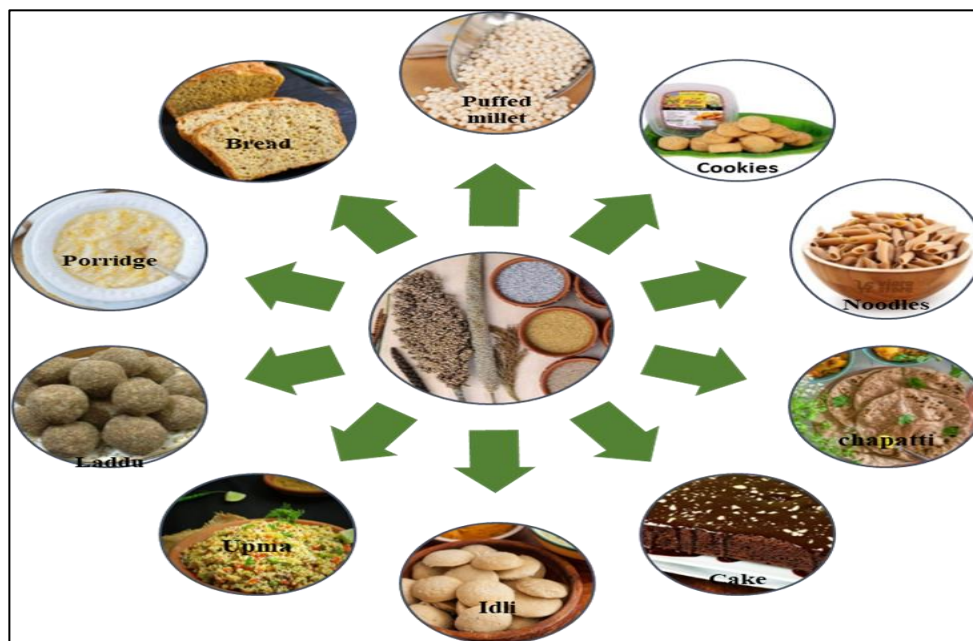 Puffed
millet
Bread
Cookies
Porridge
Noodles
Laddu
chapatti
Upma
Cake
Idli